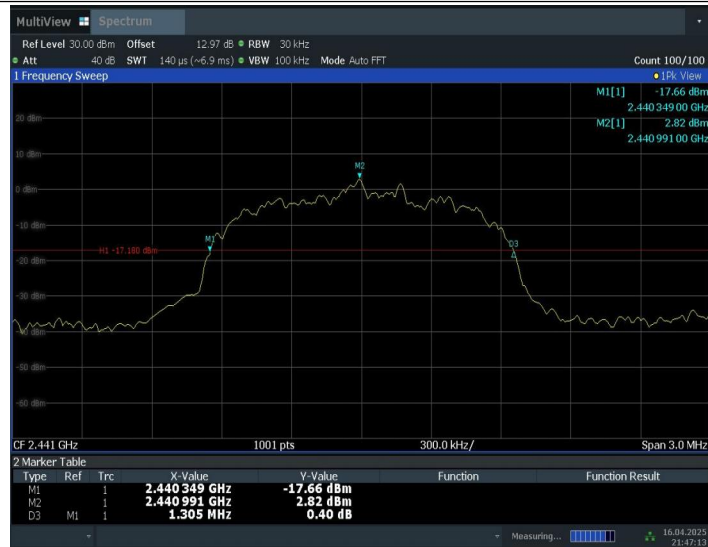 MultiView Spectrum
Ref Level 30.00 dBm Offset 12.97 dB RBW 30 kHz
Att 40 dB SWT 140 µs (~6.9 ms) VBW 100 kHz Mode Auto FFT Count 100/100
1 Frequency Sweep 1Pk View
M1[1] -17.66 dBm
2.440 349 00 GHz
M2[1] 2.82 dBm
2.440 991 00 GHz
20 dBm
10 dBm
M2
0 dBm
-10 dBm
M1
D3
H1 -17.180 dBm
-20 dBm
-30 dBm
-40 dBm
-50 dBm
-60 dBm
CF 2.441 GHz 1001 pts 300.0 kHz/ Span 3.0 MHz
2 Marker Table
Type Ref Trc X-Value Y-Value Function Function Result
M1 1 2.440 349 GHz -17.66 dBm
M2 1 2.440 991 GHz 2.82 dBm
D3 M1 1 1.305 MHz 0.40 dB
Measuring... 16.04.2025
21:47:13